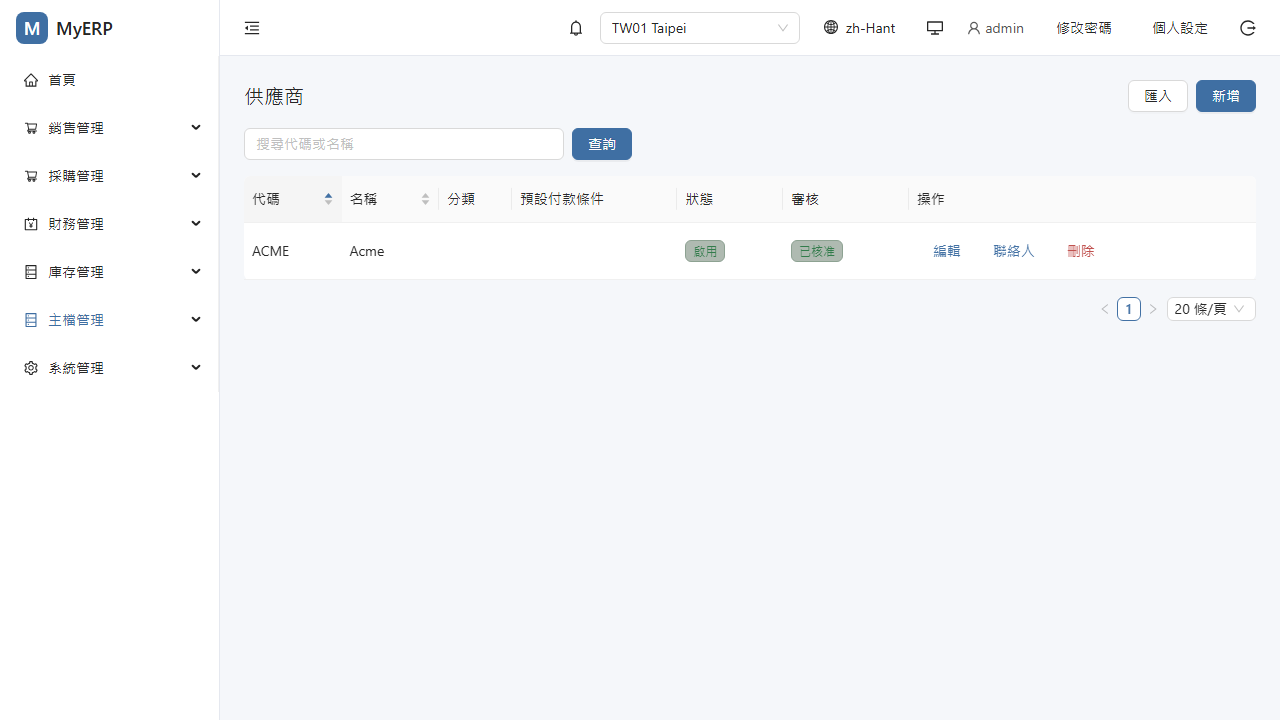 M MyERP
TW01 Taipei
zh-Hant
admin
修改密碼
個人設定
首頁
銷售管理
採購管理
財務管理
庫存管理
主檔管理
系統管理
供應商
匯入
新增
搜尋代碼或名稱
查詢
代碼 名稱 分類 預設付款條件 狀態 審核 操作
ACME Acme 啟用 已核准 編輯 聯絡人 刪除
1 20 條/頁